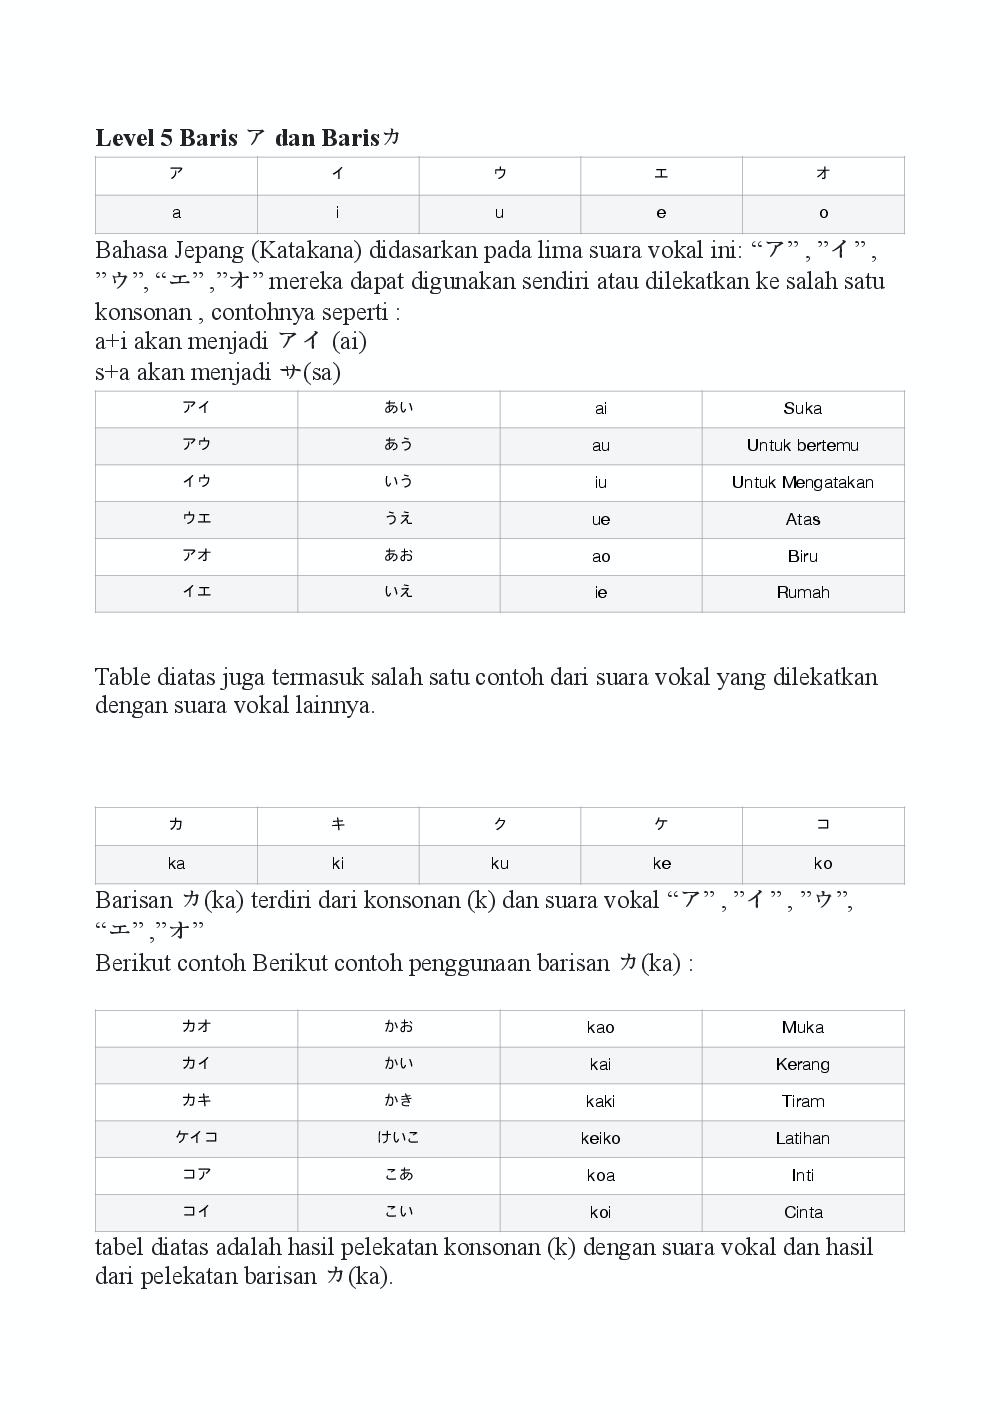 Level 5 Baris ア dan Barisカ
ア イ ウ エ オ
a i u e o
Bahasa Jepang (Katakana) didasarkan pada lima suara vokal ini: “ア” , ”イ” ,
”ウ”, “エ” ,”オ” mereka dapat digunakan sendiri atau dilekatkan ke salah satu
konsonan , contohnya seperti :
a+i akan menjadi アイ (ai)
s+a akan menjadi サ(sa)
アイ あい ai Suka
アウ あう au Untuk bertemu
イウ いう iu Untuk Mengatakan
ウエ うえ ue Atas
アオ あお ao Biru
イエ いえ ie Rumah
Table diatas juga termasuk salah satu contoh dari suara vokal yang dilekatkan
dengan suara vokal lainnya.
カ キ ク ケ コ
ka ki ku ke ko
Barisan カ(ka) terdiri dari konsonan (k) dan suara vokal “ア” , ”イ” , ”ウ”,
“エ” ,”オ”
Berikut contoh Berikut contoh penggunaan barisan カ(ka) :
カオ かお kao Muka
カイ かい kai Kerang
カキ かき kaki Tiram
ケイコ けいこ keiko Latihan
コア こあ koa Inti
コイ こい koi Cinta
tabel diatas adalah hasil pelekatan konsonan (k) dengan suara vokal dan hasil
dari pelekatan barisan カ(ka).